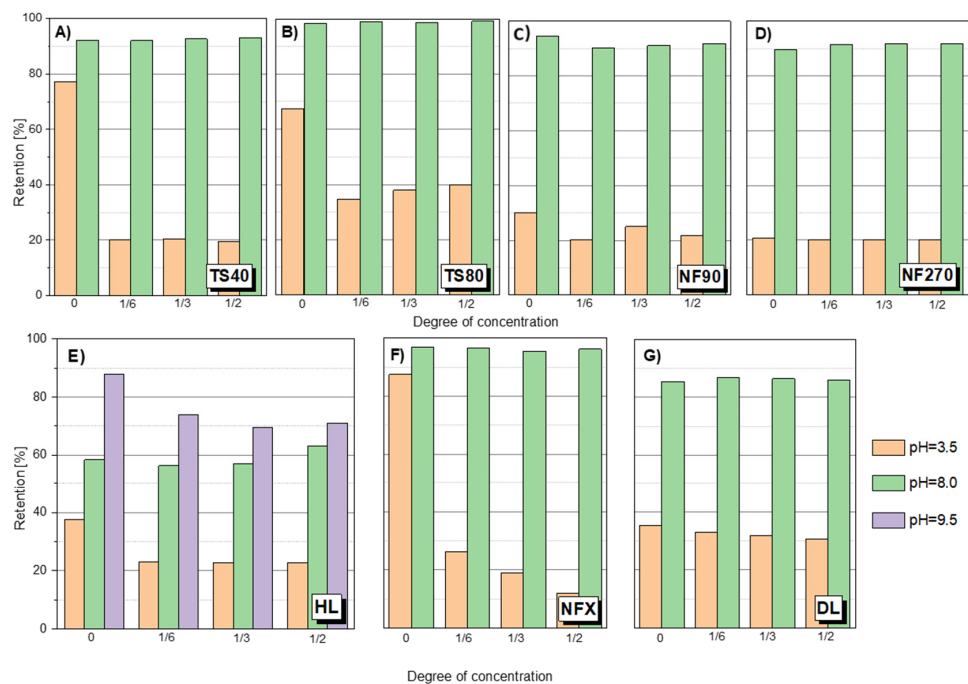 A)
B)
C)
D)
Retention [%]
100
80
60
40
20
0
TS40
TS80
NF90
NF270
0 1/6 1/3 1/2 0 1/6 1/3 1/2 0 1/6 1/3 1/2 0 1/6 1/3 1/2
Degree of concentration
E)
F)
G)
Retention [%]
100
80
60
40
20
0
HL
NFX
DL
0 1/6 1/3 1/2 0 1/6 1/3 1/2 0 1/6 1/3 1/2
pH=3.5
pH=8.0
pH=9.5
Degree of concentration